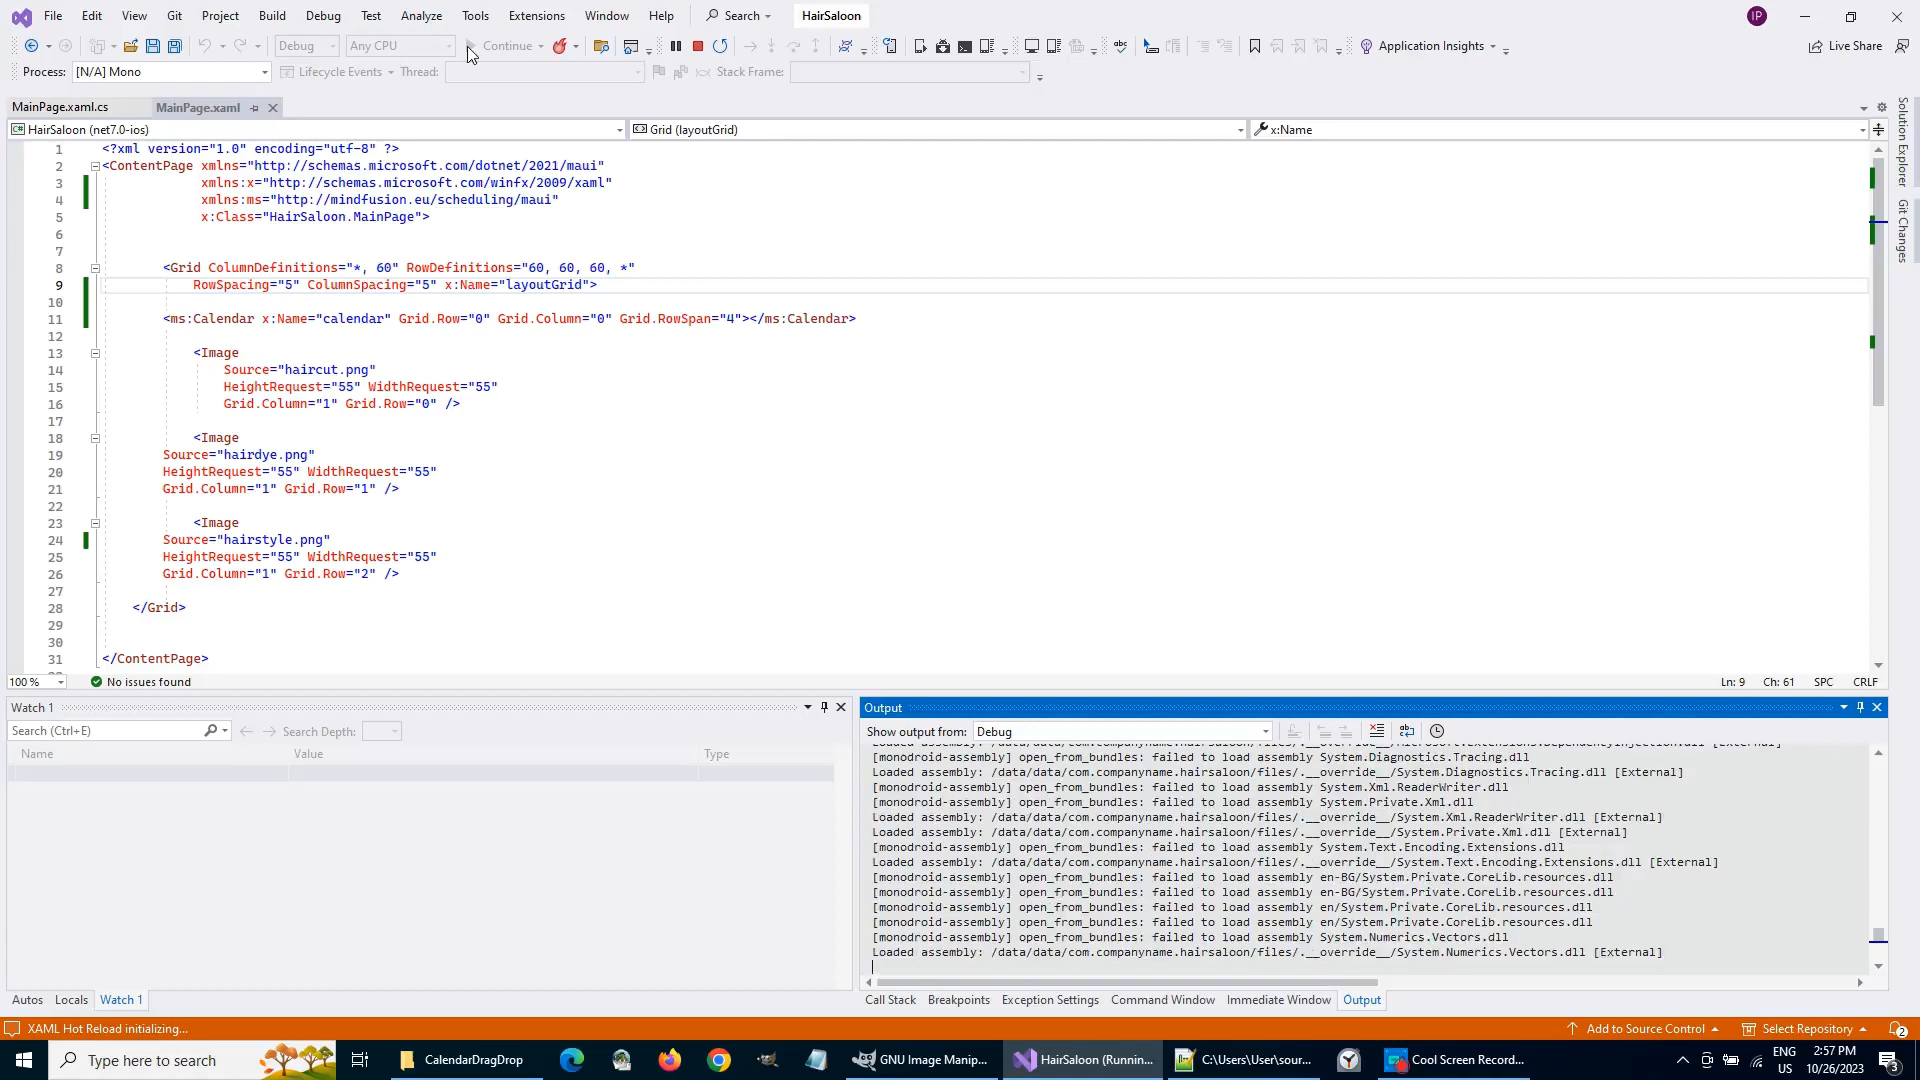 File Edit View Git Project Build Debug Test Analyze Tools Extensions Window Help Search HairSaloon IP
Debug Any CPU Continue Application Insights Live Share
Process: [N/A] Mono Lifecycle Events Thread: Stack Frame:
MainPage.xaml.cs MainPage.xaml
HairSaloon (net7.0-ios) Grid (layoutGrid) x:Name
1 <?xml version="1.0" encoding="utf-8" ?>
2 <ContentPage xmlns="http://schemas.microsoft.com/dotnet/2021/maui"
3 xmlns:x="http://schemas.microsoft.com/winfx/2009/xaml"
4 xmlns:ms="http://mindfusion.eu/scheduling/maui"
5 x:Class="HairSaloon.MainPage">
6
7
8 <Grid ColumnDefinitions="*, 60" RowDefinitions="60, 60, 60, *"
9 RowSpacing="5" ColumnSpacing="5" x:Name="layoutGrid">
10
11 <ms:Calendar x:Name="calendar" Grid.Row="0" Grid.Column="0" Grid.RowSpan="4"></ms:Calendar>
12
13 <Image
14 Source="haircut.png"
15 HeightRequest="55" WidthRequest="55"
16 Grid.Column="1" Grid.Row="0" />
17
18 <Image
19 Source="hairdye.png"
20 HeightRequest="55" WidthRequest="55"
21 Grid.Column="1" Grid.Row="1" />
22
23 <Image
24 Source="hairstyle.png"
25 HeightRequest="55" WidthRequest="55"
26 Grid.Column="1" Grid.Row="2" />
27
28 </Grid>
29
30
31 </ContentPage>
100 % No issues found Ln: 9 Ch: 61 SPC CRLF
Solution Explorer
Git Changes
Watch 1
Search (Ctrl+E) Search Depth:
Name Value Type
Autos Locals Watch 1
Output
Show output from: Debug
Loaded assembly: /data/data/com.companyname.hairsaloon/files/.__override__/Microsoft.Extensions.DependencyInjection.dll [External]
[monodroid-assembly] open_from_bundles: failed to load assembly System.Diagnostics.Tracing.dll
Loaded assembly: /data/data/com.companyname.hairsaloon/files/.__override__/System.Diagnostics.Tracing.dll [External]
[monodroid-assembly] open_from_bundles: failed to load assembly System.Xml.ReaderWriter.dll
[monodroid-assembly] open_from_bundles: failed to load assembly System.Private.Xml.dll
Loaded assembly: /data/data/com.companyname.hairsaloon/files/.__override__/System.Xml.ReaderWriter.dll [External]
Loaded assembly: /data/data/com.companyname.hairsaloon/files/.__override__/System.Private.Xml.dll [External]
[monodroid-assembly] open_from_bundles: failed to load assembly System.Text.Encoding.Extensions.dll
Loaded assembly: /data/data/com.companyname.hairsaloon/files/.__override__/System.Text.Encoding.Extensions.dll [External]
[monodroid-assembly] open_from_bundles: failed to load assembly en-BG/System.Private.CoreLib.resources.dll
[monodroid-assembly] open_from_bundles: failed to load assembly en-BG/System.Private.CoreLib.resources.dll
[monodroid-assembly] open_from_bundles: failed to load assembly en/System.Private.CoreLib.resources.dll
[monodroid-assembly] open_from_bundles: failed to load assembly en/System.Private.CoreLib.resources.dll
[monodroid-assembly] open_from_bundles: failed to load assembly System.Numerics.Vectors.dll
Loaded assembly: /data/data/com.companyname.hairsaloon/files/.__override__/System.Numerics.Vectors.dll [External]
Call Stack Breakpoints Exception Settings Command Window Immediate Window Output
XAML Hot Reload initializing... Add to Source Control Select Repository 2
Type here to search CalendarDragDrop GNU Image Manip... HairSaloon (Runnin... C:\Users\User\sour... Cool Screen Record... ENG US 2:57 PM 10/26/2023 3